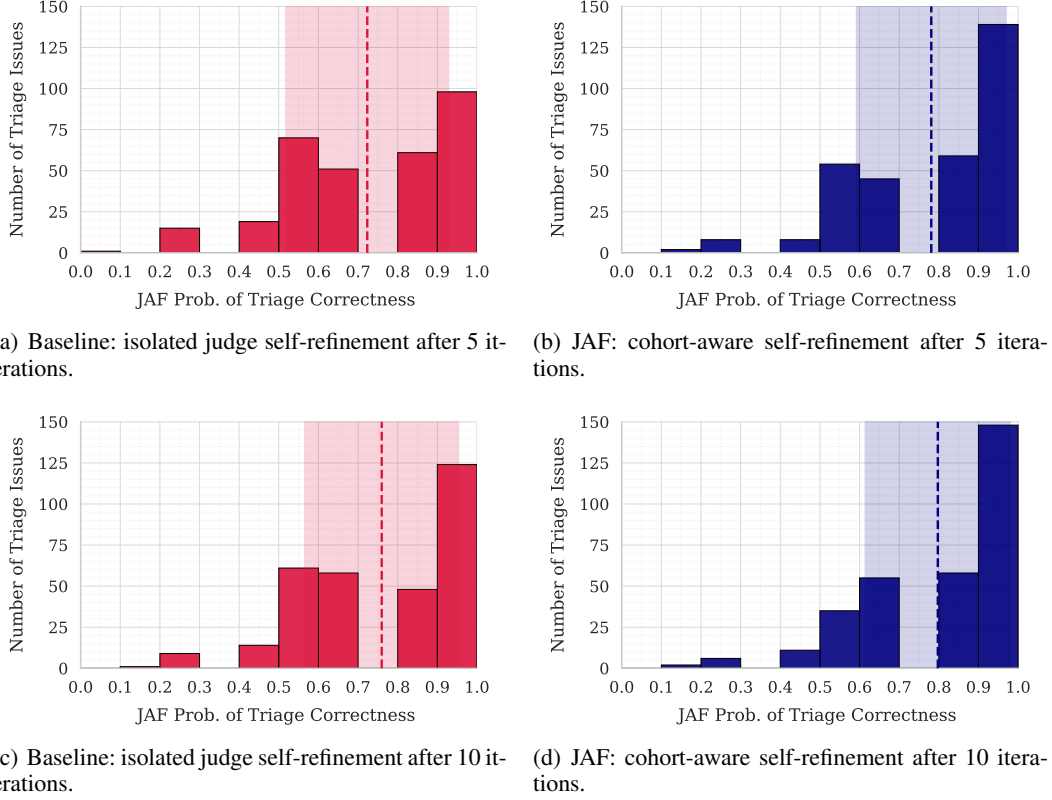 150
125
100
75
50
25
0
Number of Triage Issues
0.0 0.1 0.2 0.3 0.4 0.5 0.6 0.7 0.8 0.9 1.0
JAF Prob. of Triage Correctness
a) Baseline: isolated judge self-refinement after 5 it-
erations.
150
125
100
75
50
25
0
Number of Triage Issues
0.0 0.1 0.2 0.3 0.4 0.5 0.6 0.7 0.8 0.9 1.0
JAF Prob. of Triage Correctness
(b) JAF: cohort-aware self-refinement after 5 itera-
tions.
150
125
100
75
50
25
0
Number of Triage Issues
0.0 0.1 0.2 0.3 0.4 0.5 0.6 0.7 0.8 0.9 1.0
JAF Prob. of Triage Correctness
c) Baseline: isolated judge self-refinement after 10 it-
erations.
150
125
100
75
50
25
0
Number of Triage Issues
0.0 0.1 0.2 0.3 0.4 0.5 0.6 0.7 0.8 0.9 1.0
JAF Prob. of Triage Correctness
(d) JAF: cohort-aware self-refinement after 10 itera-
tions.